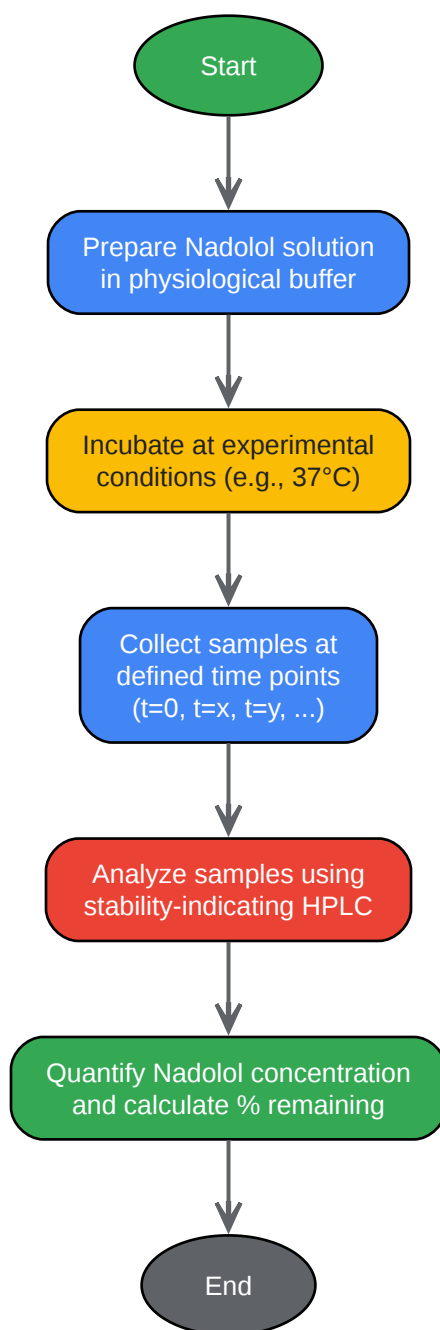 Start
Prepare Nadolol solution
in physiological buffer
Incubate at experimental
conditions (e.g., 37°C)
Collect samples at
defined time points
(t=0, t=x, t=y, ...)
Analyze samples using
stability-indicating HPLC
Quantify Nadolol concentration
and calculate % remaining
End